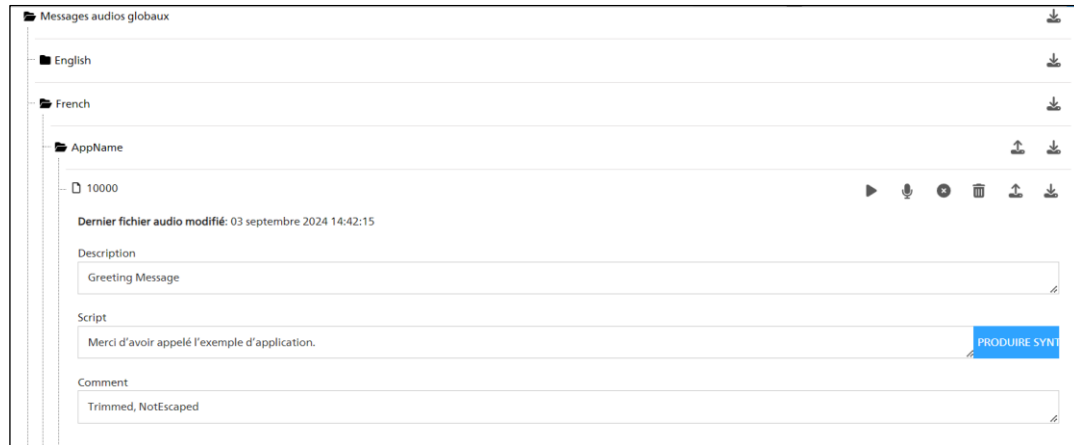 Messages audios globaux
English
French
AppName
10000
Dernier fichier audio modifié: 03 septembre 2024 14:42:15
Description
Greeting Message
Script
Merci d'avoir appelé l'exemple d'application.
PRODUIRE SYNT
Comment
Trimmed, NotEscaped